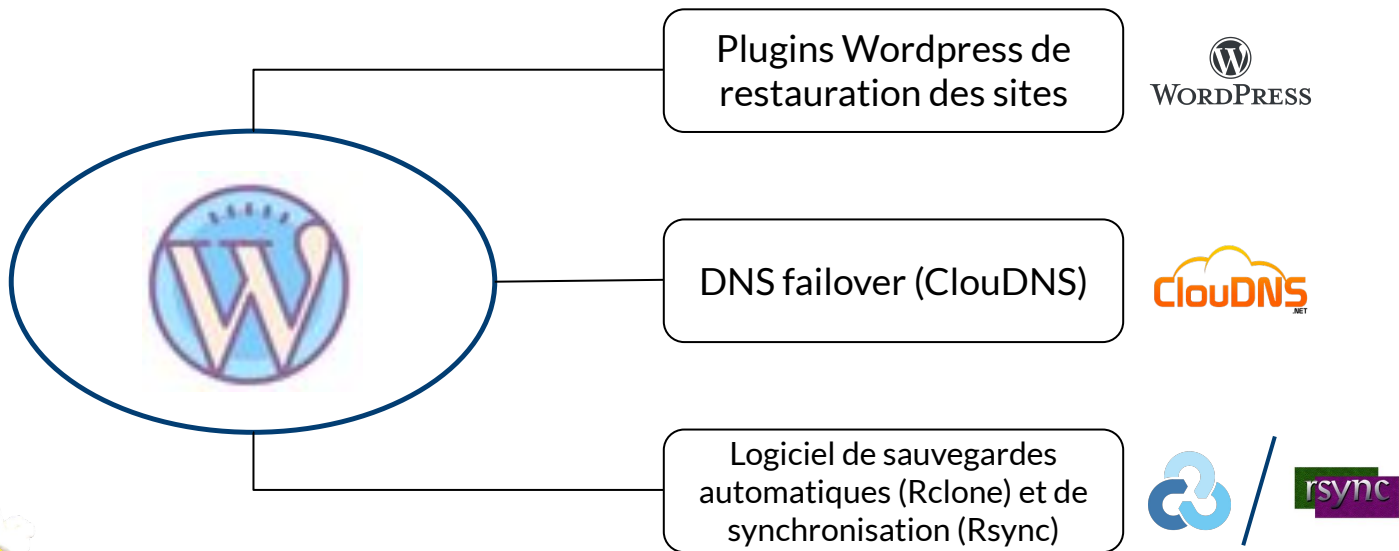 Plugins Wordpress de
restauration des sites
WORDPRESS
DNS failover (ClouDNS)
ClouDNS
.NET
Logiciel de sauvegardes
automatiques (Rclone) et de
synchronisation (Rsync)
rsync